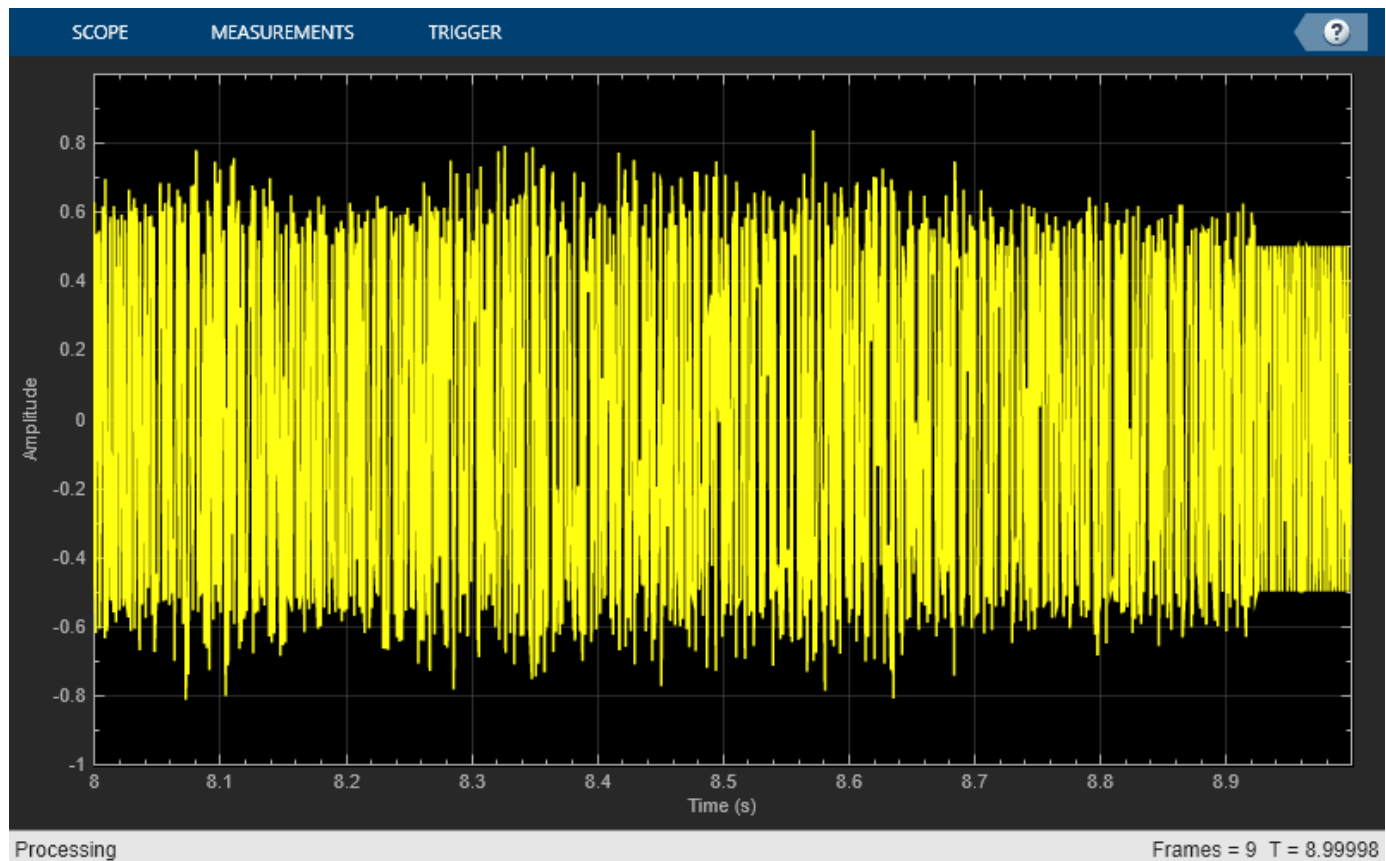 SCOPE MEASUREMENTS TRIGGER ?
0.8
0.6
0.4
0.2
0
-0.2
-0.4
-0.6
-0.8
-1
Amplitude
8 8.1 8.2 8.3 8.4 8.5 8.6 8.7 8.8 8.9
Time (s)
Processing Frames = 9 T = 8.99998